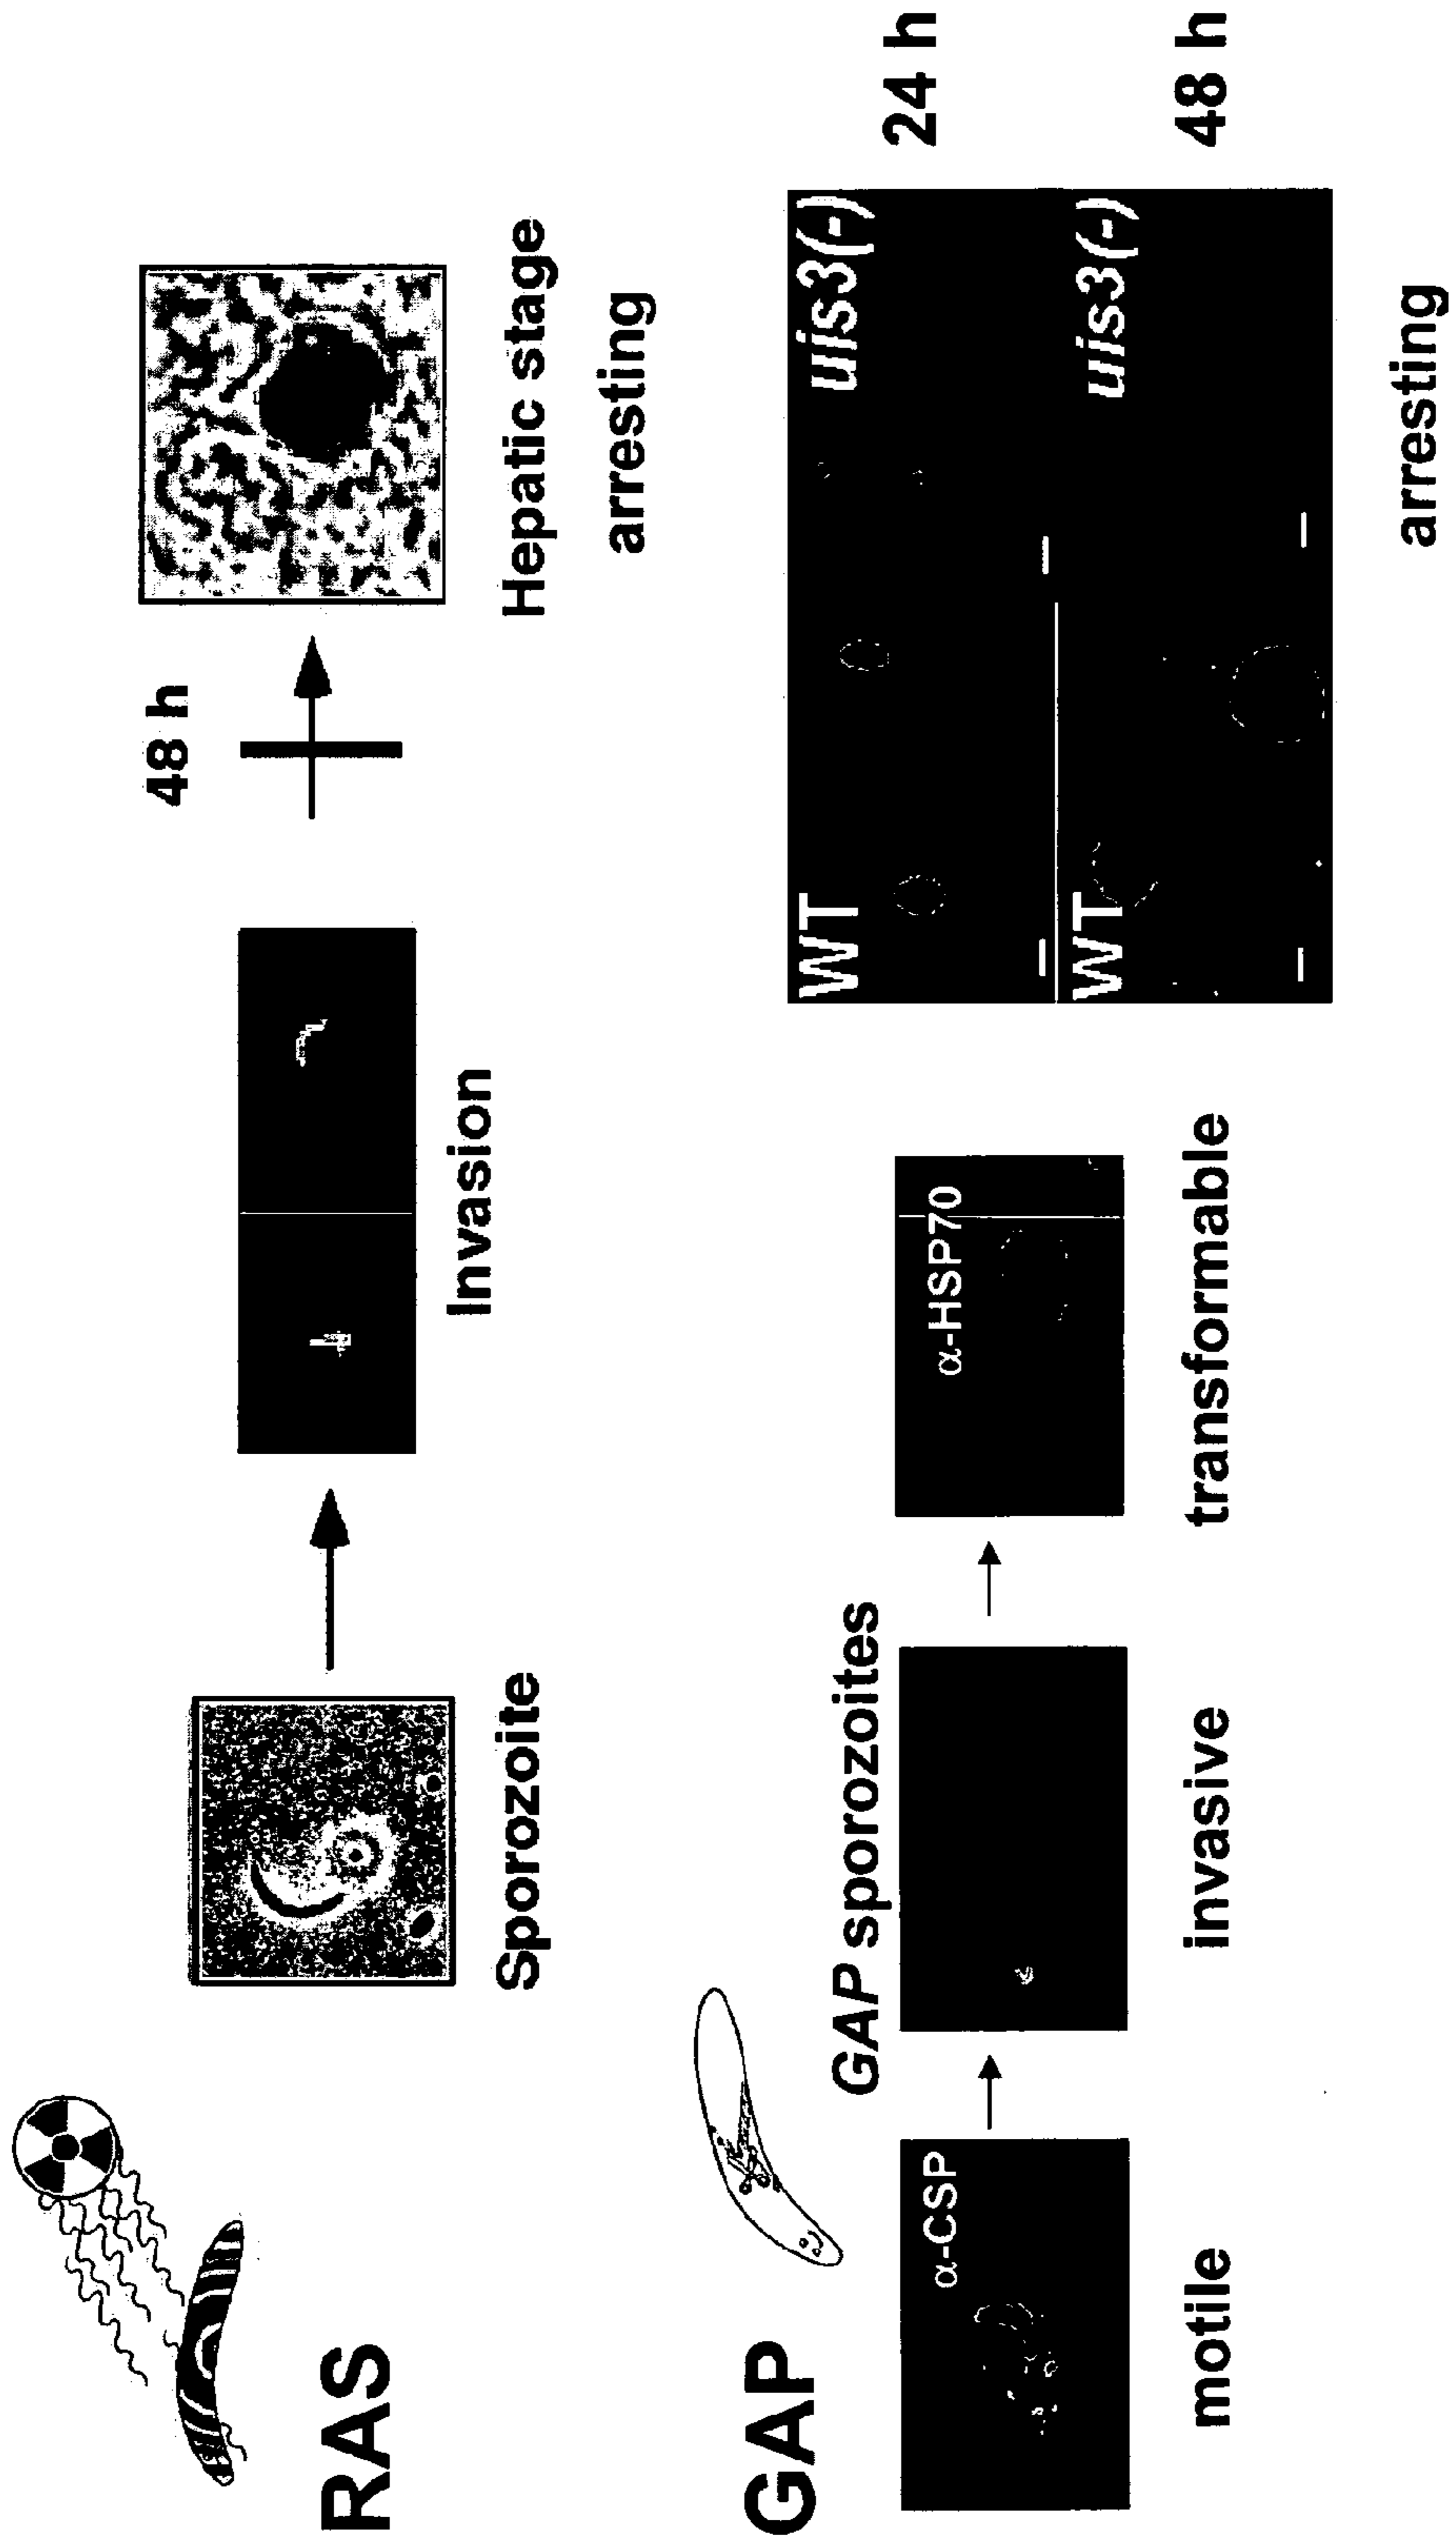 RAS
Sporozoite
Invasion
48 h
Hepatic stage
arresting
GAP
GAP sporozoites
α-CSP
motile
invasive
α-HSP70
transformable
WT
uis3(-)
24 h
WT
uis3(-)
48 h
arresting